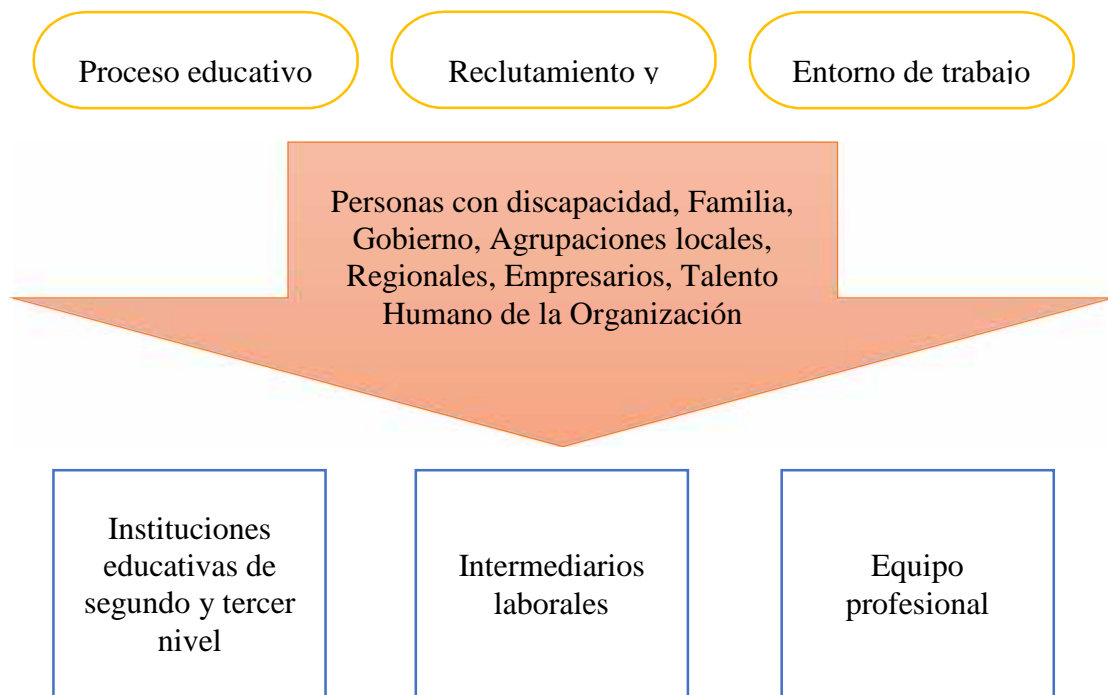 Proceso educativo
Reclutamiento y
Entorno de trabajo
Personas con discapacidad, Familia,
Gobierno, Agrupaciones locales,
Regionales, Empresarios, Talento
Humano de la Organización
Instituciones
educativas de
segundo y tercer
nivel
Intermediarios
laborales
Equipo
profesional